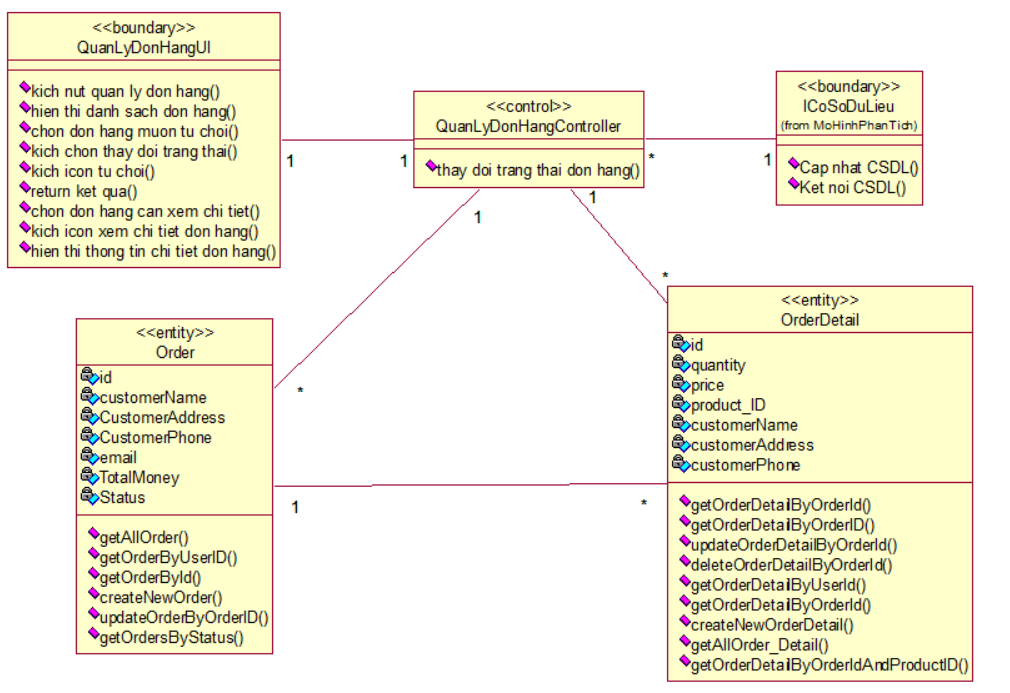 <<boundary>>
QuanLyDonHangUI
kich nut quan ly don hang()
hien thi danh sach don hang()
chon don hang muon tu choi()
kich chon thay doi trang thai()
kich icon tu choi()
return ket qua()
chon don hang can xem chi tiet()
kich icon xem chi tiet don hang()
hien thi thong tin chi tiet don hang()
1
1
<<control>>
QuanLyDonHangController
thay doi trang thai don hang()
*
1
<<boundary>>
ICoSoDuLieu
(from MoHinhPhanTich)
Cap nhat CSDL()
Ket noi CSDL()
1
*
1
*
<<entity>>
Order
id
customerName
CustomerAddress
CustomerPhone
email
TotalMoney
Status
getAllOrder()
getOrderByUserID()
getOrderById()
createNewOrder()
updateOrderByOrderID()
getOrdersByStatus()
1
*
<<entity>>
OrderDetail
id
quantity
price
product_ID
customerName
customerAddress
customerPhone
getOrderDetailByOrderId()
getOrderDetailByOrderID()
updateOrderDetailByOrderId()
deleteOrderDetailByOrderId()
getOrderDetailByUserId()
getOrderDetailByOrderId()
createNewOrderDetail()
getAllOrder_Detail()
getOrderDetailByOrderIdAndProductID()